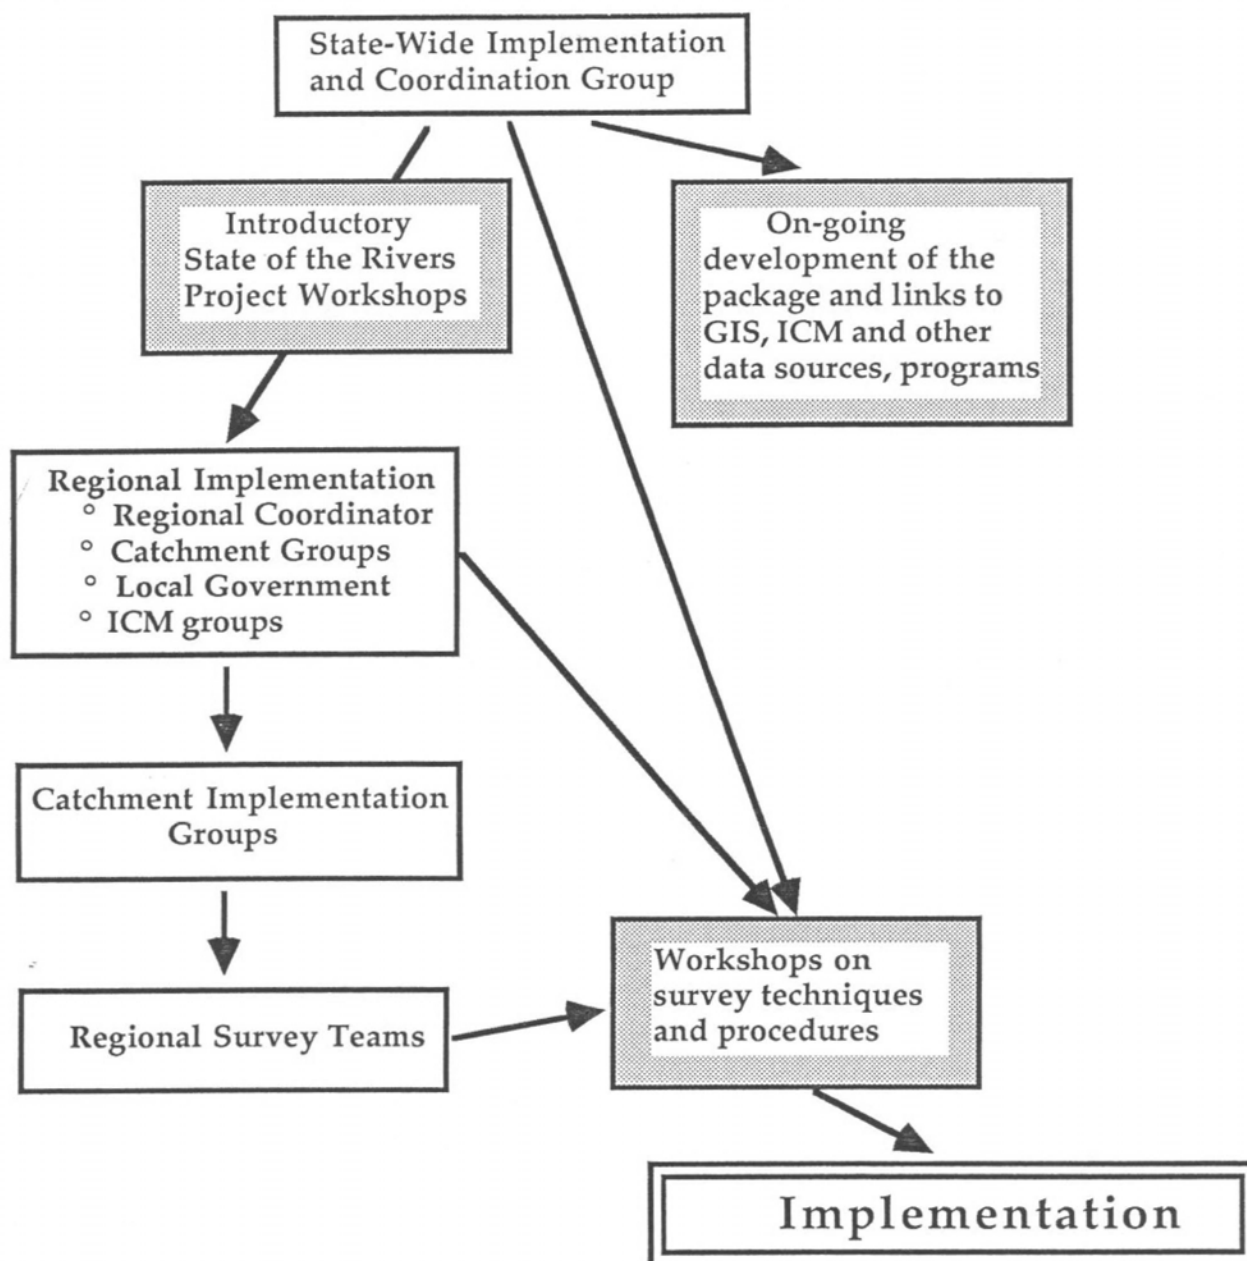 State-Wide Implementation
and Coordination Group
Introductory
State of the Rivers
Project Workshops
On-going
development of the
package and links to
GIS, ICM and other
data sources, programs
Regional Implementation
° Regional Coordinator
° Catchment Groups
° Local Government
° ICM groups
Catchment Implementation
Groups
Regional Survey Teams
Workshops on
survey techniques
and procedures
Implementation